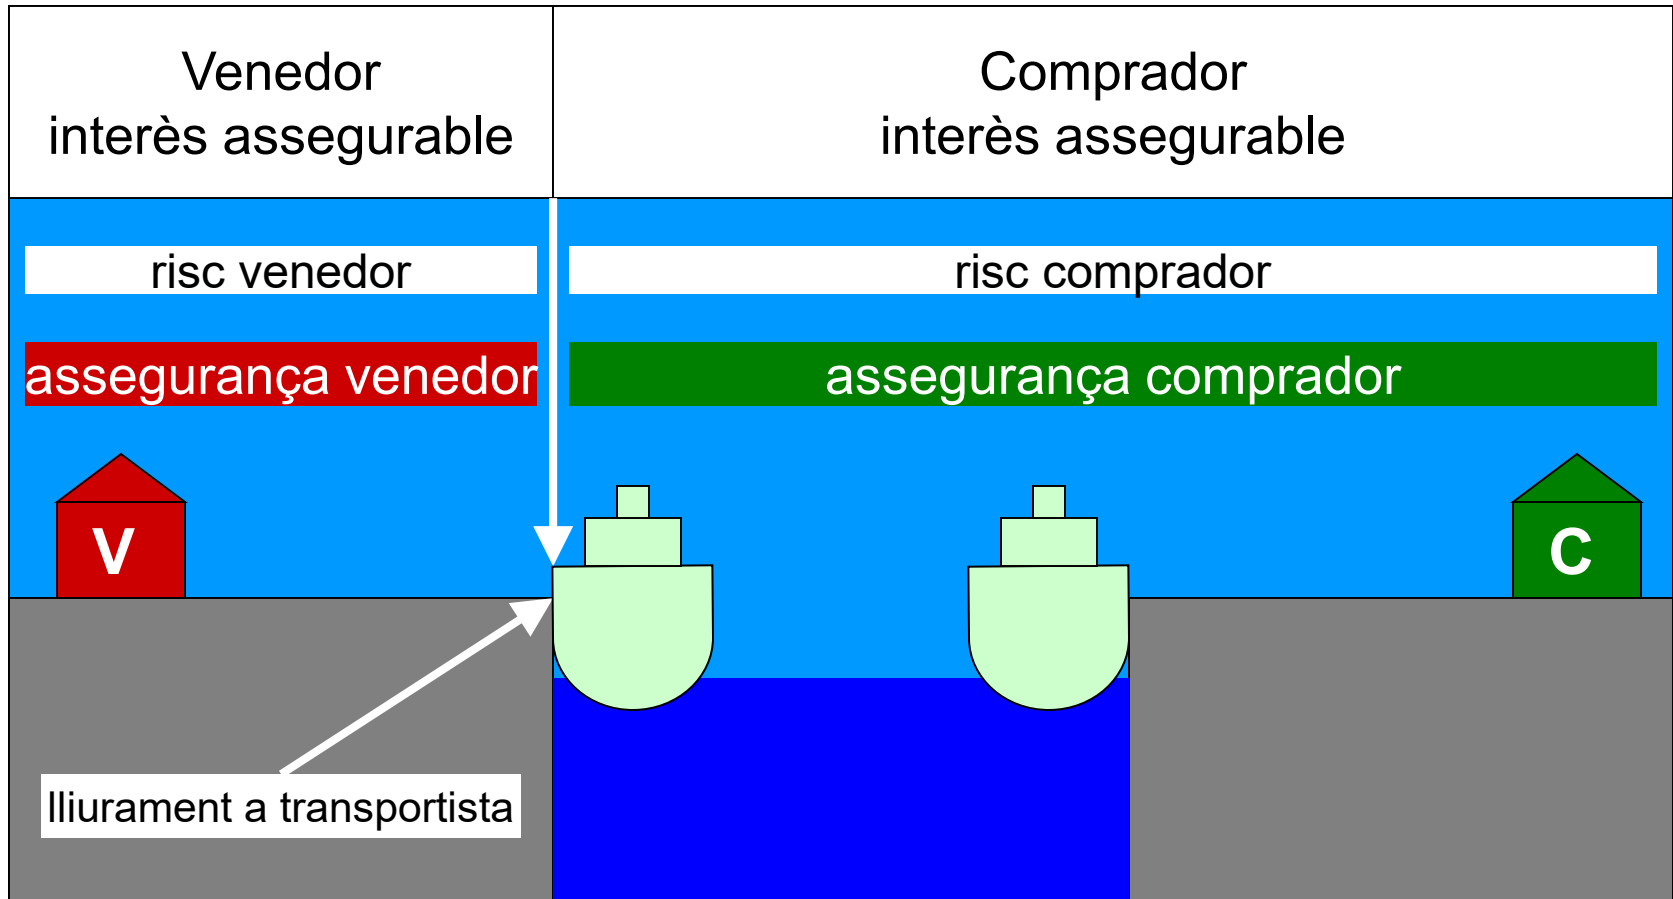 Venedor
interès assegurable
Comprador
interès assegurable
risc venedor
risc comprador
assegurança venedor
assegurança comprador
V
C
lliurament a transportista